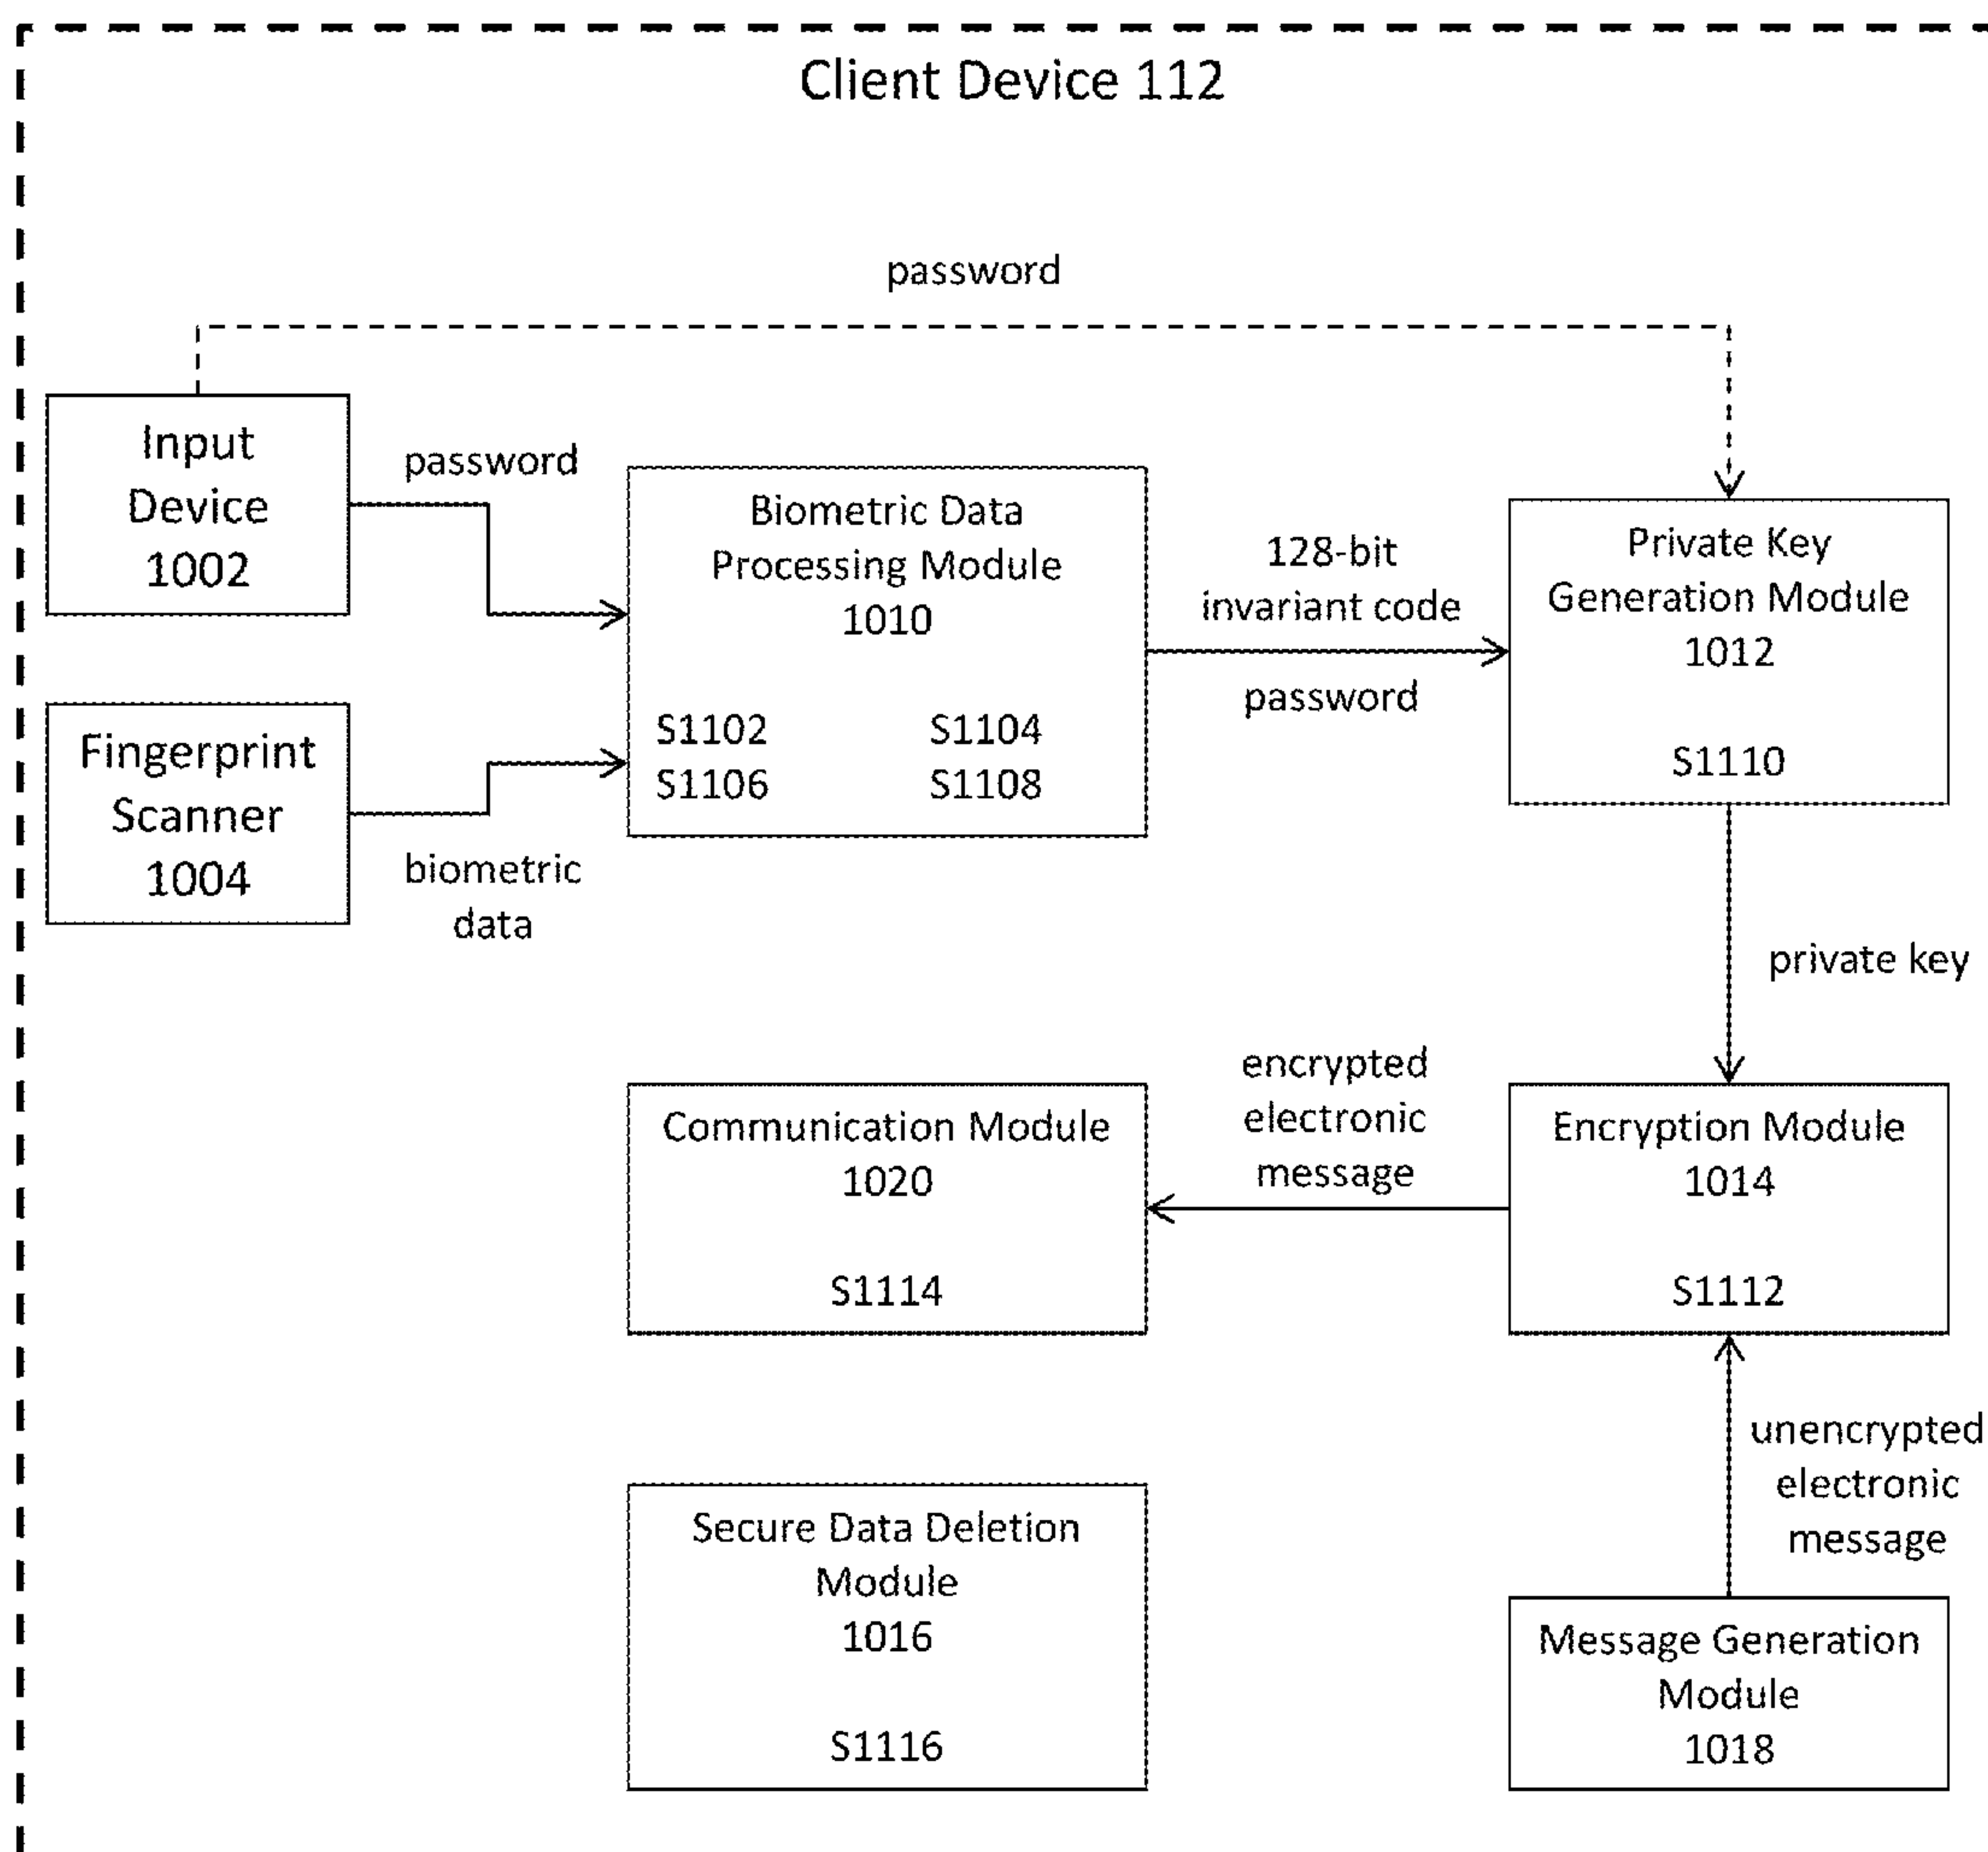 Client Device 112
password
Input
Device
1002
password
Biometric Data
Processing Module
1010
S1102 S1104
S1106 S1108
128-bit
invariant code
password
Private Key
Generation Module
1012
S1110
Fingerprint
Scanner
1004
biometric
data
private key
Communication Module
1020
S1114
encrypted
electronic
message
Encryption Module
1014
S1112
unencrypted
electronic
message
Secure Data Deletion
Module
1016
S1116
Message Generation
Module
1018